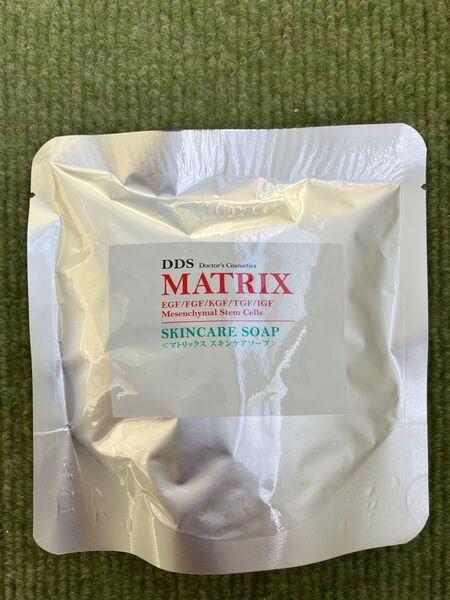 DDS Doctor's Cosmetics
MATRIX
EGF/FGF/KGF/TGF/IGF
Mesenchymal Stem Cells
SKINCARE SOAP
<マトリックス スキンケアソープ>